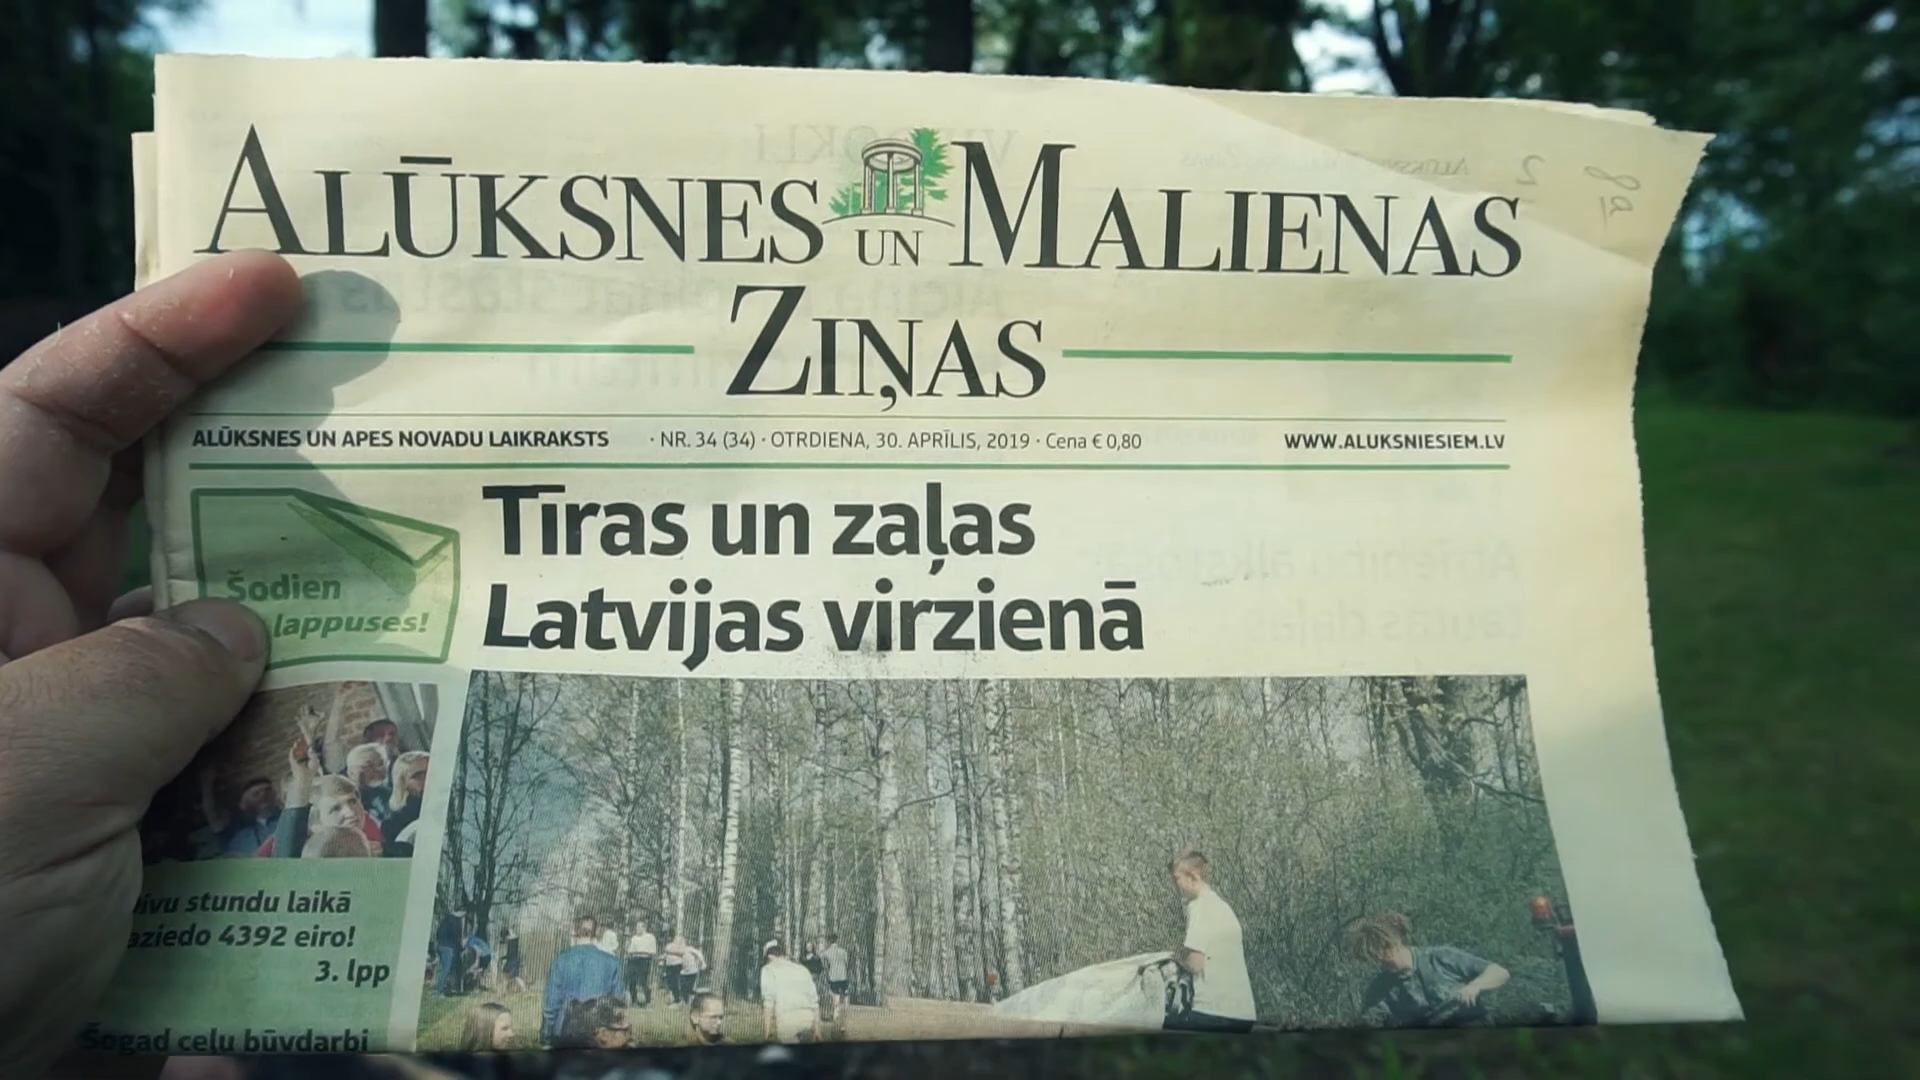 ALŪKSNES UN MALIENAS
ZIŅAS
ALŪKSNES UN APES NOVADU LAIKRAKSTS · NR. 34 (34) · OTRDIENA, 30. APRĪLIS, 2019 · Cena € 0,80 WWW.ALUKSNIESIEM.LV
Šodien
lappuses!
Tīras un zaļas
Latvijas virzienā
stundu laikā
4392 eiro!
3. lpp
Šogad ceļu būvdarbi